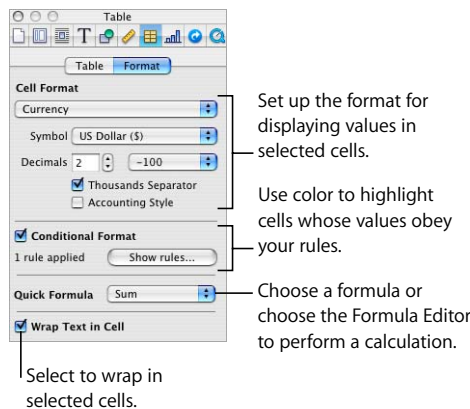 Table
T
Table Format
Cell Format
Currency
Symbol US Dollar ($)
Decimals 2 -100
Thousands Separator
Accounting Style
Conditional Format
1 rule applied Show rules...
Quick Formula Sum
Wrap Text in Cell
Set up the format for
displaying values in
selected cells.
Use color to highlight
cells whose values obey
your rules.
Choose a formula or
choose the Formula Editor
to perform a calculation.
Select to wrap in
selected cells.